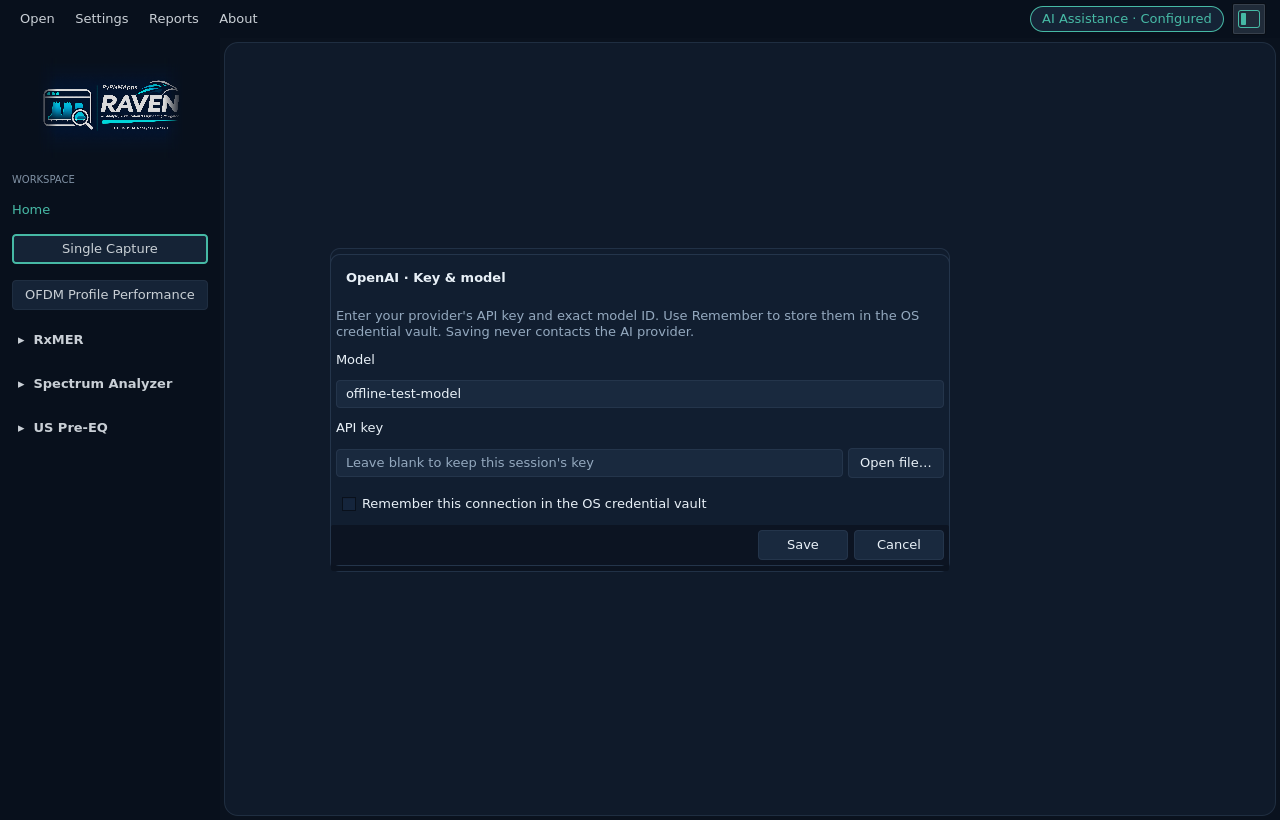 Open Settings Reports About
AI Assistance · Configured
PyPNMApps
RAVEN
WORKSPACE
Home
Single Capture
OFDM Profile Performance
▸ RxMER
▸ Spectrum Analyzer
▸ US Pre-EQ
OpenAI · Key & model
Enter your provider's API key and exact model ID. Use Remember to store them in the OS
credential vault. Saving never contacts the AI provider.
Model
offline-test-model
API key
Leave blank to keep this session's key
Open file...
Remember this connection in the OS credential vault
Save
Cancel